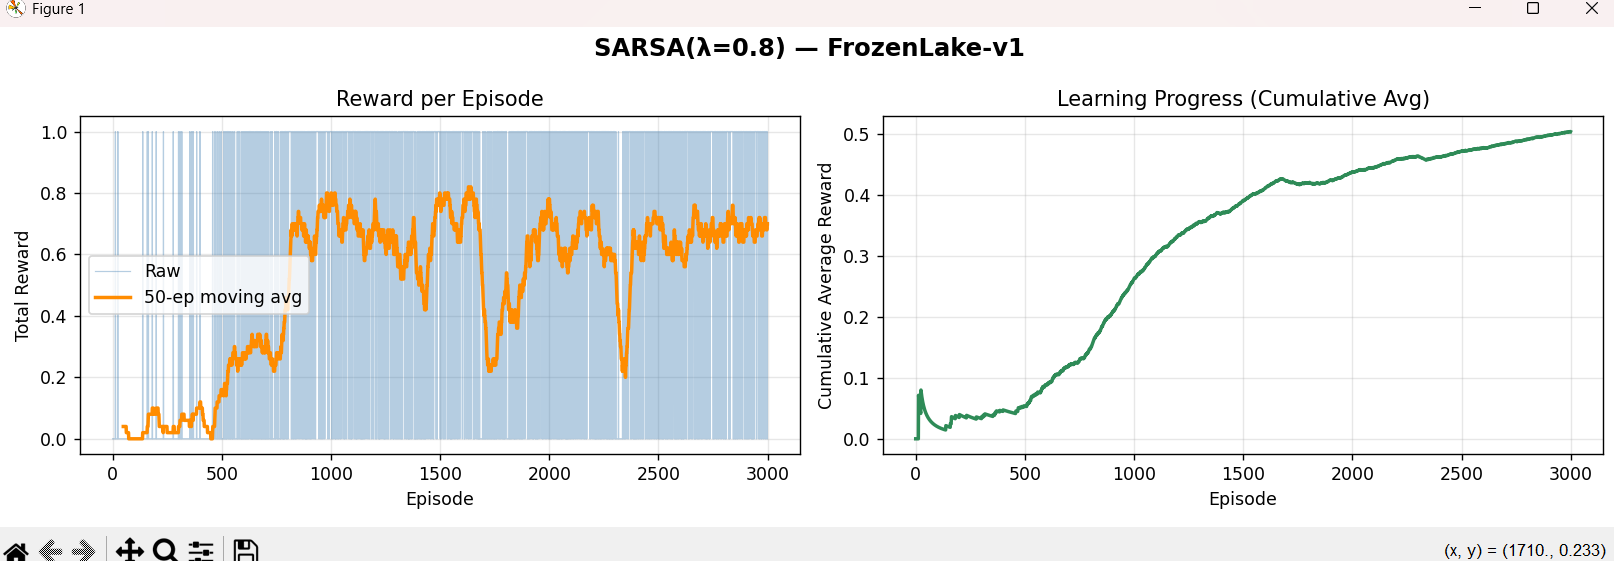 Figure 1
SARSA(λ=0.8) — FrozenLake-v1
Reward per Episode
Total Reward
1.0
0.8
0.6
0.4
0.2
0.0
Raw
50-ep moving avg
0 500 1000 1500 2000 2500 3000
Episode
Learning Progress (Cumulative Avg)
Cumulative Average Reward
0.5
0.4
0.3
0.2
0.1
0.0
0 500 1000 1500 2000 2500 3000
Episode
(x, y) = (1710., 0.233)